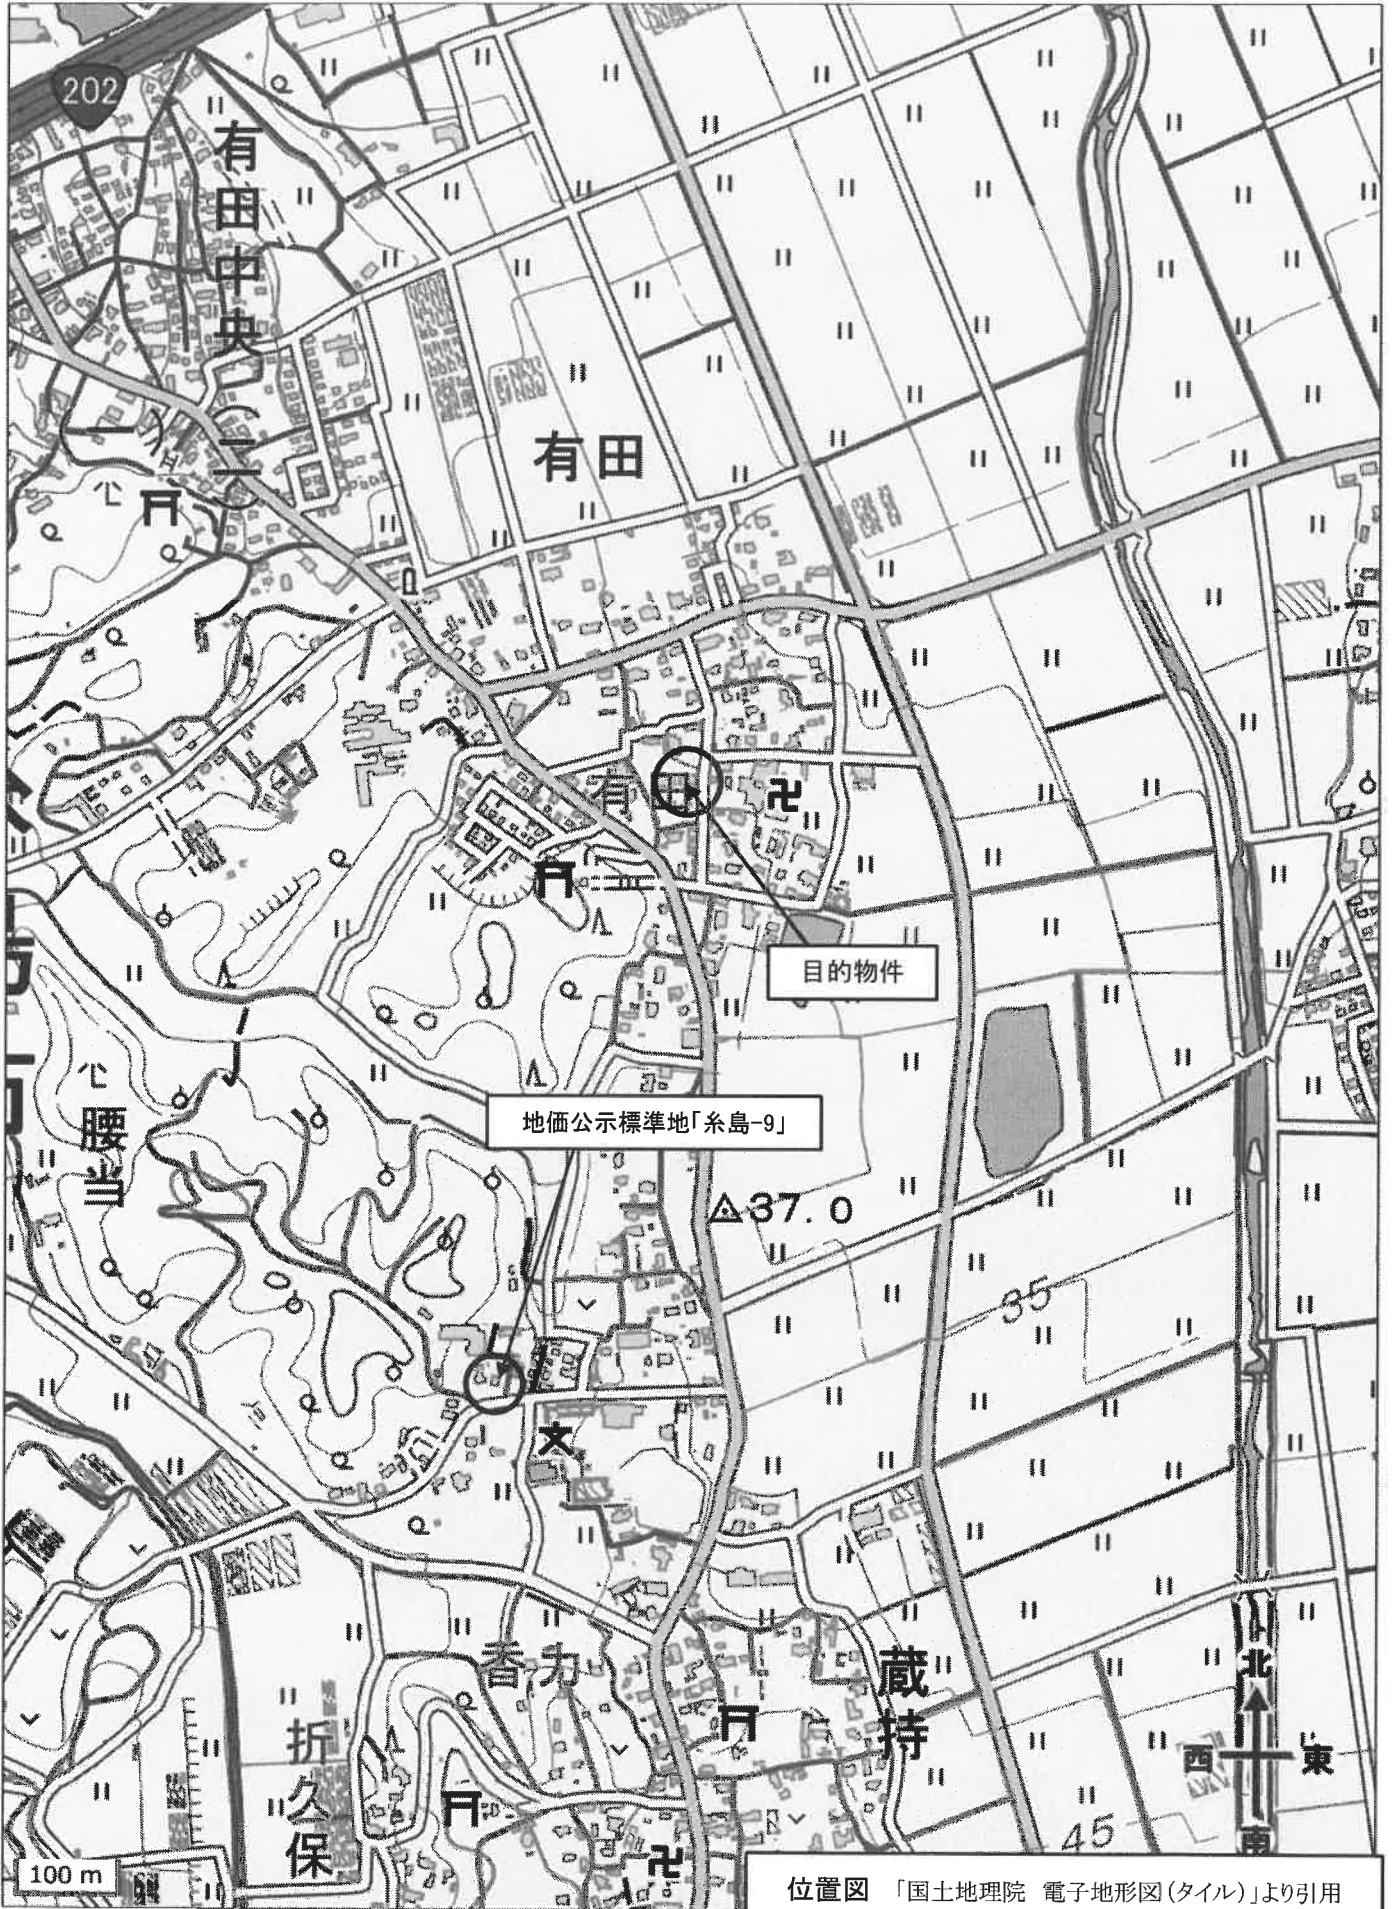 202
有田中央
(一)
(二)
有田
有田
目的物件
地価公示標準地「糸島-9」
腰当
37.0
35
文
香力
蔵持
折久保
45
北
西 東
南
100 m
位置図 「国土地理院 電子地形図(タイル)」より引用